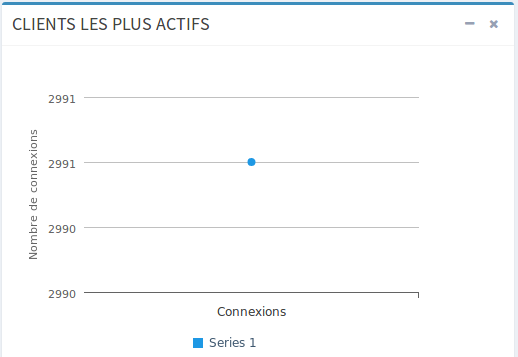 CLIENTS LES PLUS ACTIFS
2991
2991
2990
2990
Nombre de connexions
Connexions
Series 1